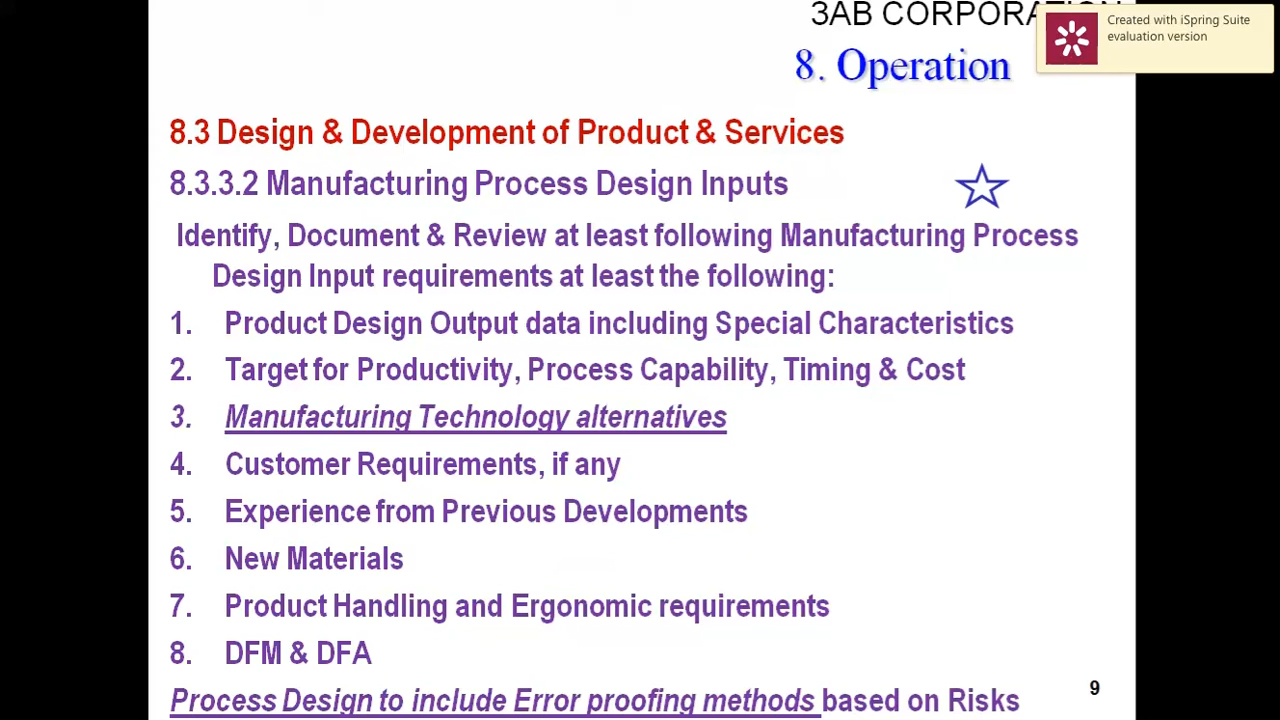 3AB CORPORATION
Created with iSpring Suite
evaluation version
8. Operation
8.3 Design & Development of Product & Services
8.3.3.2 Manufacturing Process Design Inputs
Identify, Document & Review at least following Manufacturing Process
Design Input requirements at least the following:
1. Product Design Output data including Special Characteristics
2. Target for Productivity, Process Capability, Timing & Cost
3. Manufacturing Technology alternatives
4. Customer Requirements, if any
5. Experience from Previous Developments
6. New Materials
7. Product Handling and Ergonomic requirements
8. DFM & DFA
Process Design to include Error proofing methods based on Risks
9